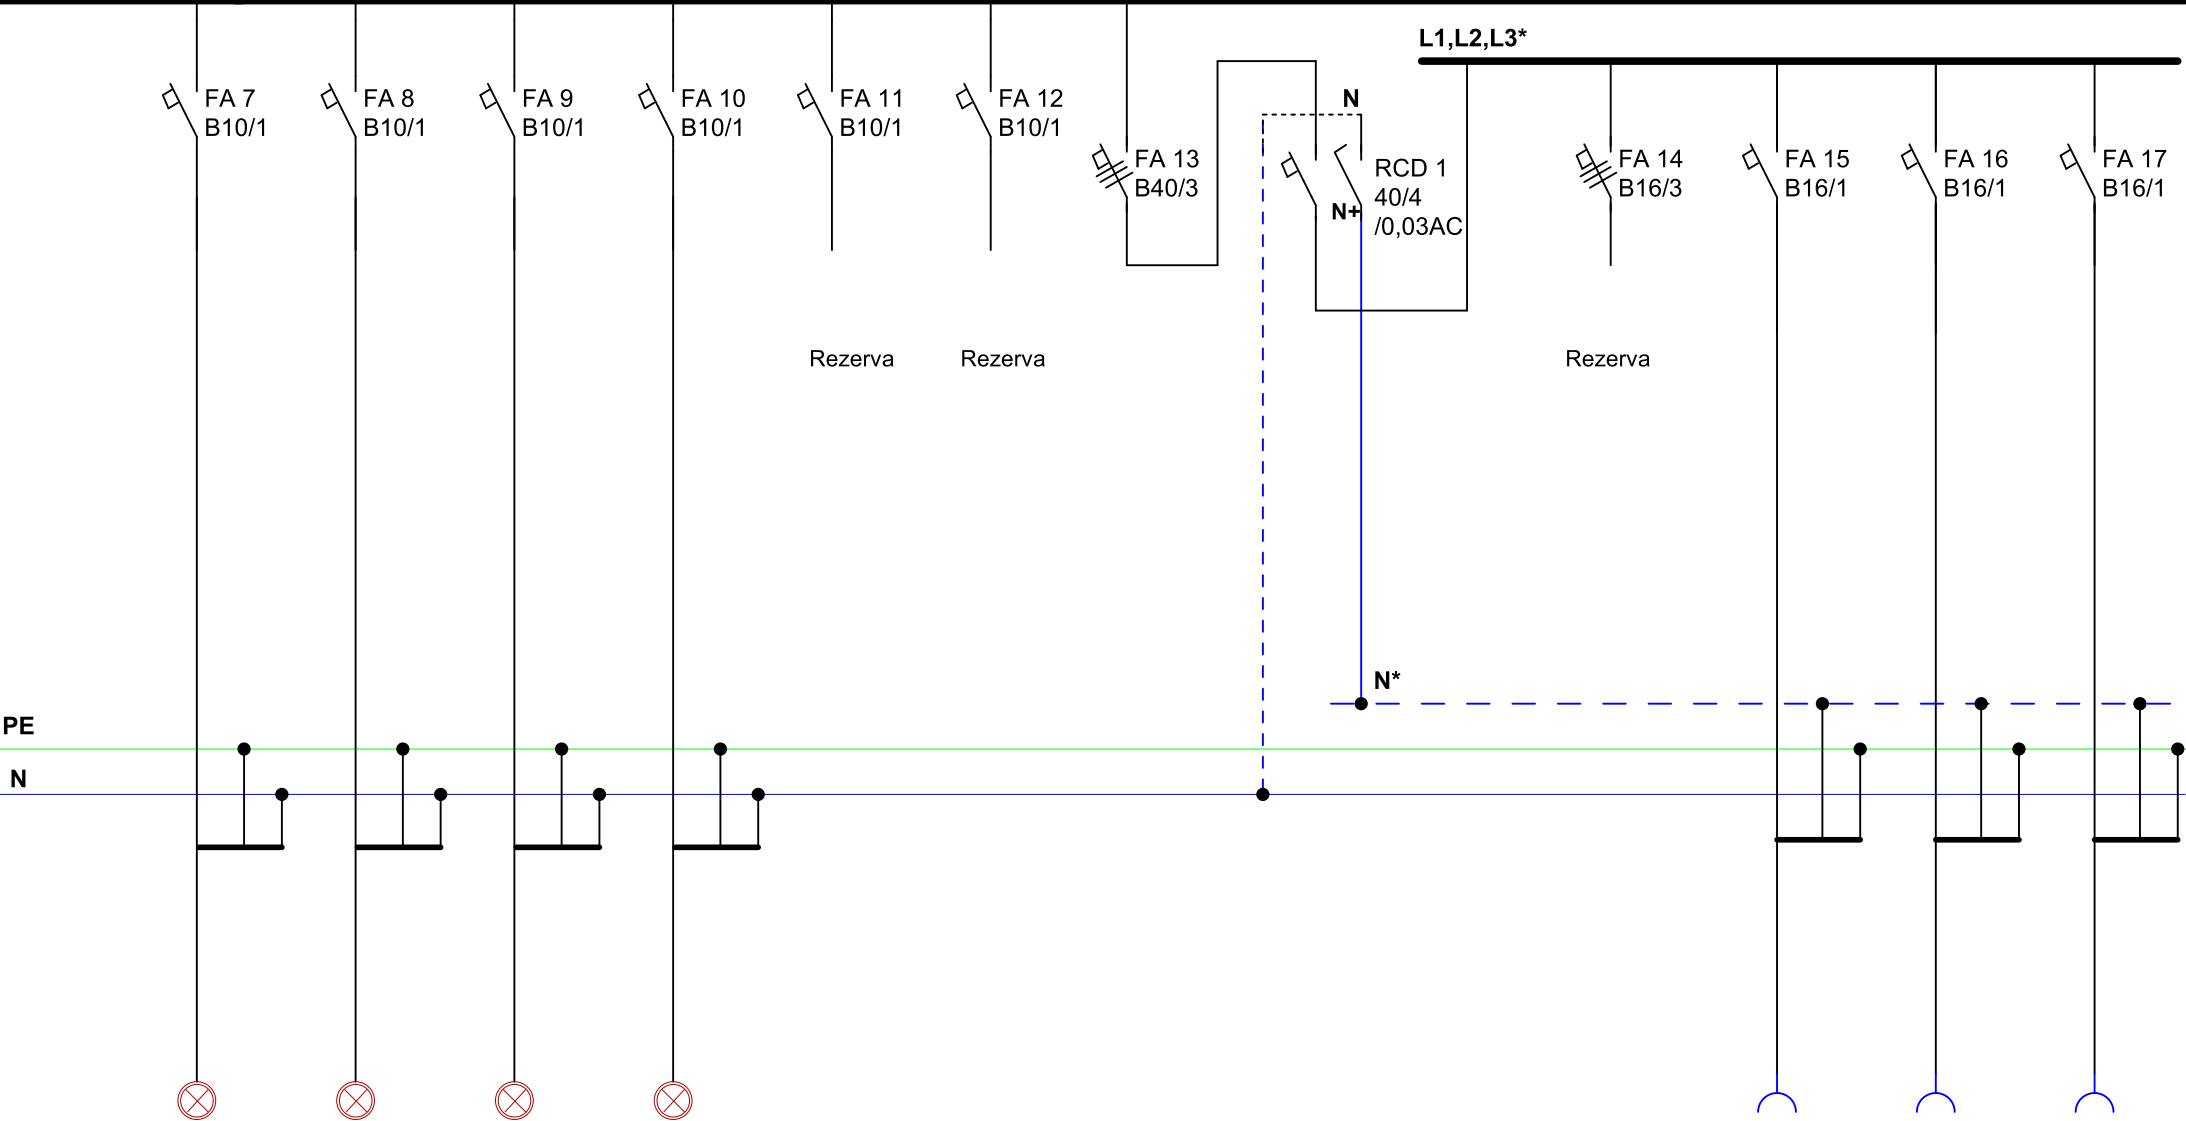 L1,L2,L3*
FA 7
B10/1
FA 8
B10/1
FA 9
B10/1
FA 10
B10/1
FA 11
B10/1
FA 12
B10/1
FA 13
B40/3
N
RCD 1
40/4
/0,03AC
N+
FA 14
B16/3
FA 15
B16/1
FA 16
B16/1
FA 17
B16/1
Rezerva
Rezerva
Rezerva
N*
PE
N